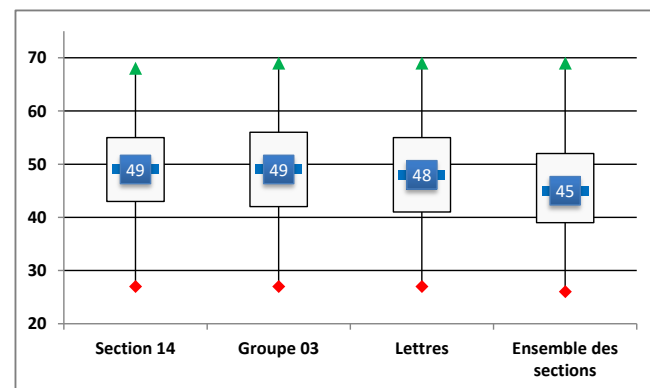 70
60
50
40
30
20
49
49
48
45
Section 14
Groupe 03
Lettres
Ensemble des
sections